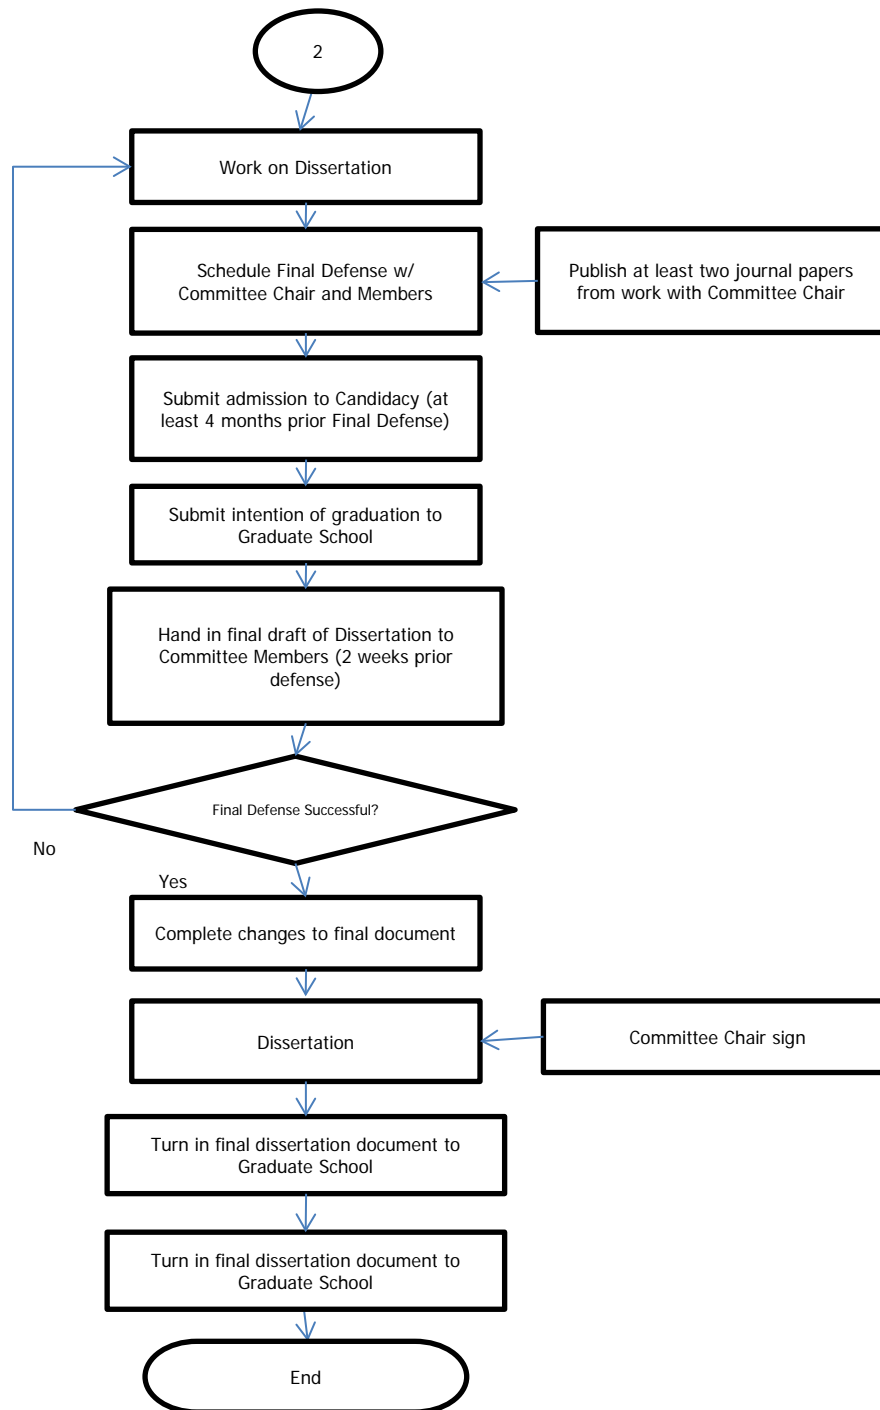 2
Work on Dissertation
Schedule Final Defense w/
Committee Chair and Members
Publish at least two journal papers
from work with Committee Chair
Submit admission to Candidacy (at
least 4 months prior Final Defense)
Submit intention of graduation to
Graduate School
Hand in final draft of Dissertation to
Committee Members (2 weeks prior
defense)
Final Defense Successful?
No
Yes
Complete changes to final document
Dissertation
Committee Chair sign
Turn in final dissertation document to
Graduate School
Turn in final dissertation document to
Graduate School
End